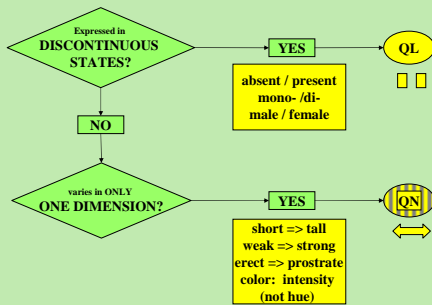 Expressed in
DISCONTINUOUS
STATES?
YES
QL
absent / present
mono- /di-
male / female
NO
varies in ONLY
ONE DIMENSION?
YES
QN
short => tall
weak => strong
erect => prostrate
color: intensity
(not hue)